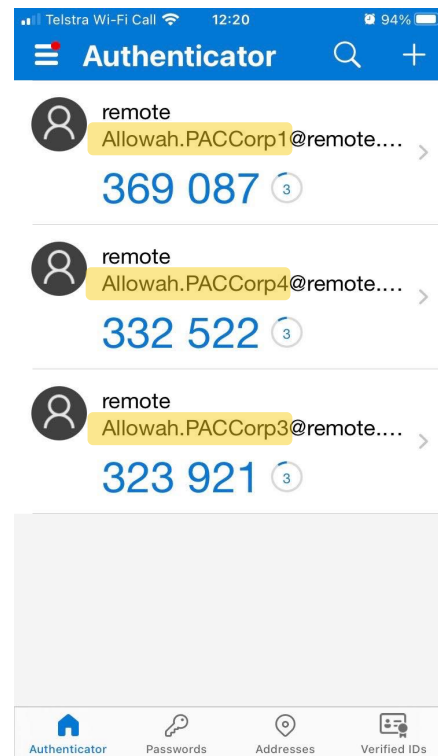 Telstra Wi-Fi Call 12:20 94%
Authenticator
remote
Allowah.PACCorp1@remote....
369 087 3
remote
Allowah.PACCorp4@remote....
332 522 3
remote
Allowah.PACCorp3@remote....
323 921 3
Authenticator Passwords Addresses Verified IDs